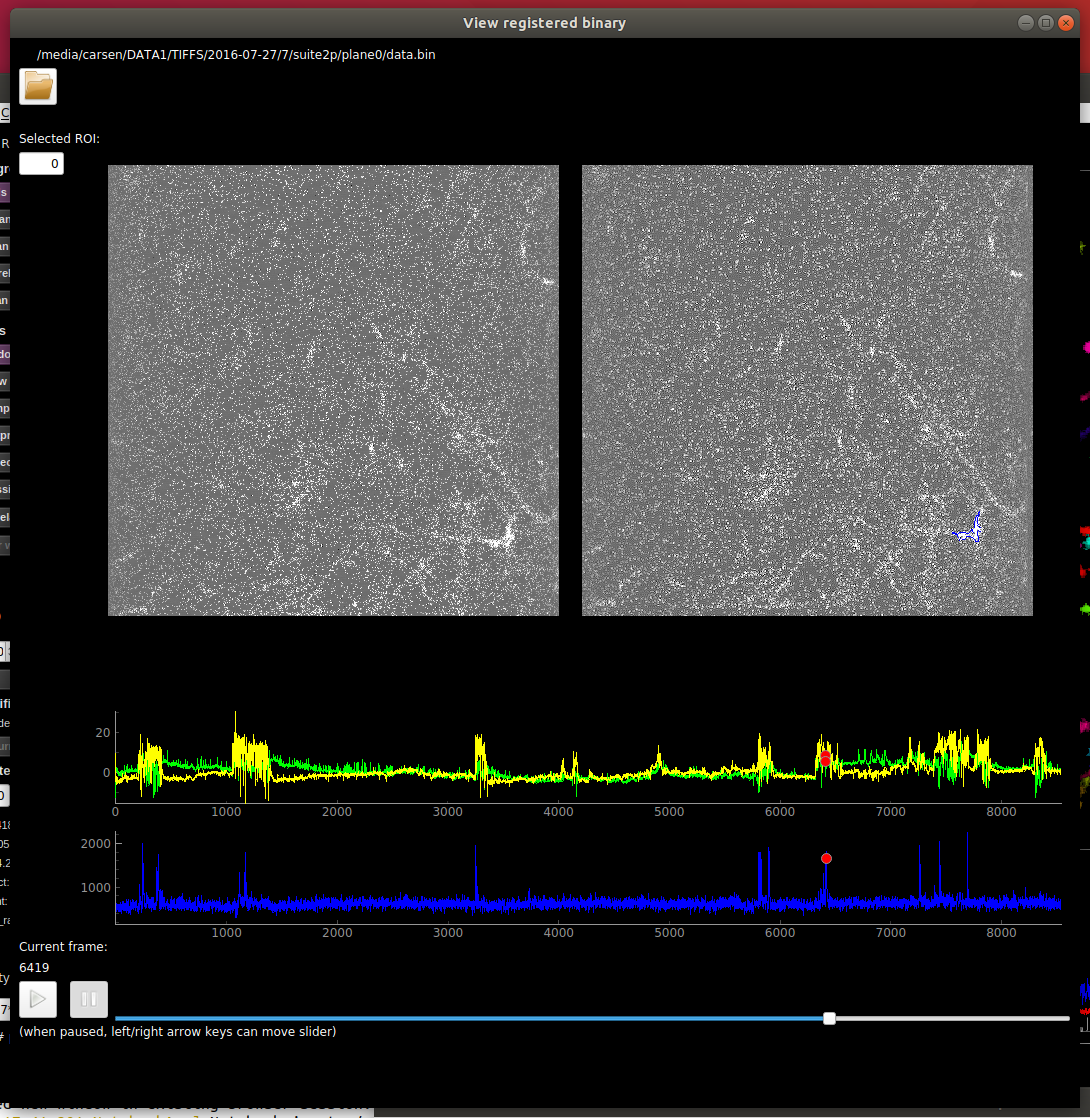 View registered binary
/media/carsen/DATA1/TIFFS/2016-07-27/7/suite2p/plane0/data.bin
Selected ROI:
0
20
0
0 1000 2000 3000 4000 5000 6000 7000 8000
2000
1000
1000 2000 3000 4000 5000 6000 7000 8000
Current frame:
6419
(when paused, left/right arrow keys can move slider)